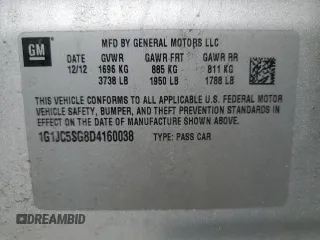 GM
MFD BY GENERAL MOTORS LLC
DATE GVWR GAWR FRT GAWR RR
12/12 1696 KG 885 KG 811 KG
3738 LB 1950 LB 1788 LB
THIS VEHICLE CONFORMS TO ALL APPLICABLE U.S. FEDERAL MOTOR
VEHICLE SAFETY, BUMPER, AND THEFT PREVENTION STANDARDS
IN EFFECT ON THE DATE OF MANUFACTURE SHOWN ABOVE.
1G1JC5SG8D4160038 TYPE: PASS CAR
DREAMBID